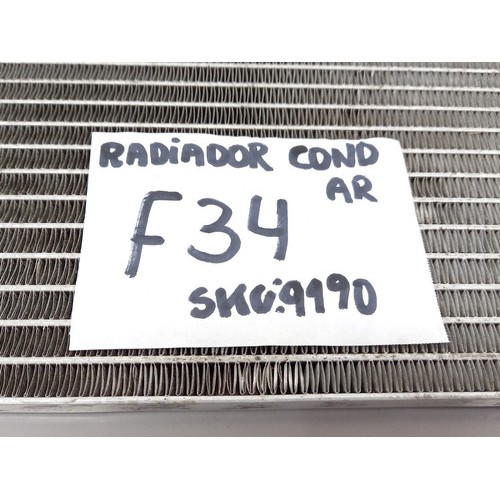 RADiADOR COND
AR
F34
SKU:9190